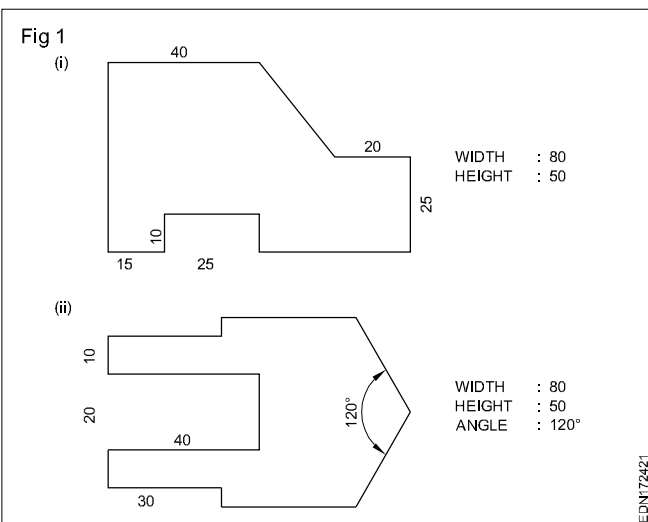 Fig 1
(i)
40
20
WIDTH : 80
HEIGHT : 50
25
10
15 25
(ii)
10
20
120°
WIDTH : 80
HEIGHT : 50
ANGLE : 120°
40
30
EDN172421